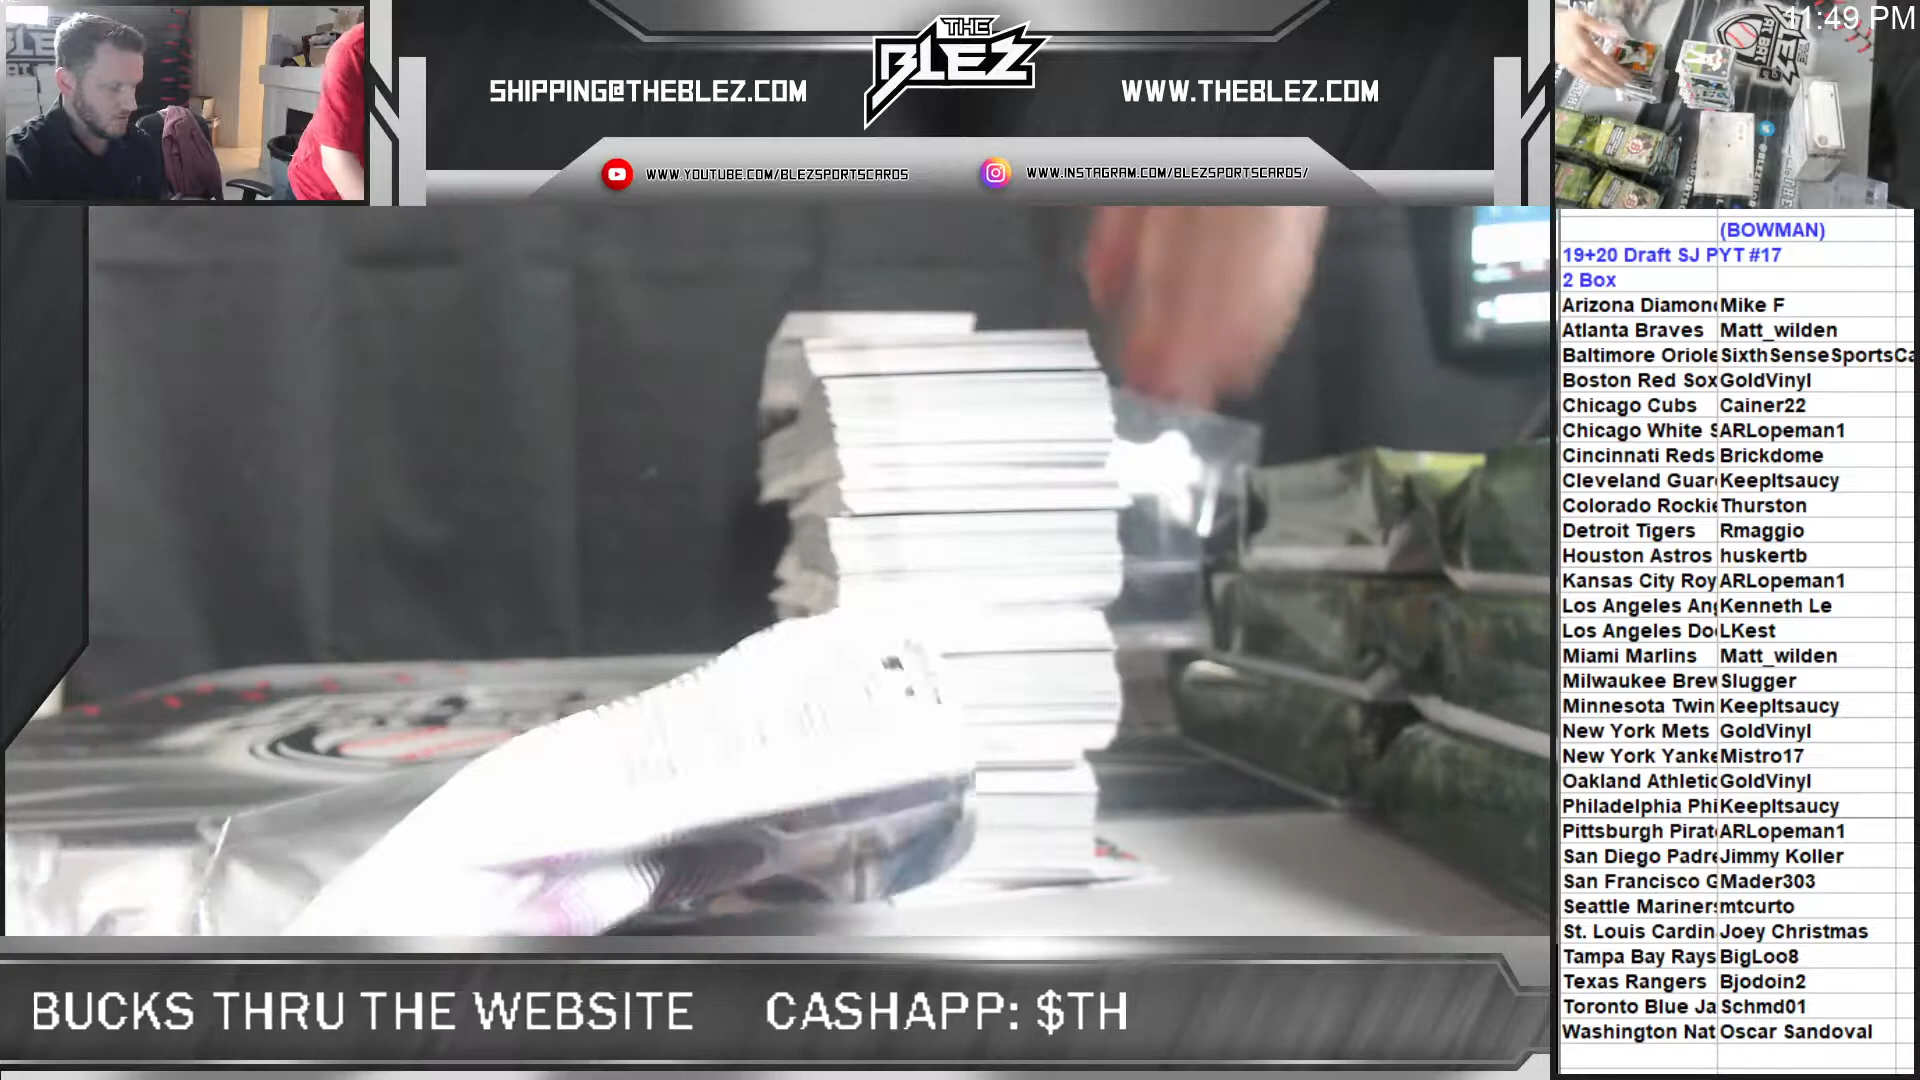 THE
BLEZ
SHIPPING@THEBLEZ.COM
WWW.THEBLEZ.COM
WWW.YOUTUBE.COM/BLEZSPORTSCARDS
WWW.INSTAGRAM.COM/BLEZSPORTSCARDS/
11:49 PM
(BOWMAN)
19+20 Draft SJ PYT #17
2 Box
Arizona Diamon Mike F
Atlanta Braves Matt_wilden
Baltimore Oriole SixthSenseSportsCa
Boston Red Sox GoldVinyl
Chicago Cubs Cainer22
Chicago White S ARLopeman1
Cincinnati Reds Brickdome
Cleveland Guar KeepItsaucy
Colorado Rockie Thurston
Detroit Tigers Rmaggio
Houston Astros huskertb
Kansas City Roy ARLopeman1
Los Angeles Ang Kenneth Le
Los Angeles Do LKest
Miami Marlins Matt_wilden
Milwaukee Brew Slugger
Minnesota Twin KeepItsaucy
New York Mets GoldVinyl
New York Yanke Mistro17
Oakland Athletic GoldVinyl
Philadelphia Phi KeepItsaucy
Pittsburgh Pirat ARLopeman1
San Diego Padre Jimmy Koller
San Francisco G Mader303
Seattle Mariners mtcurto
St. Louis Cardin Joey Christmas
Tampa Bay Rays BigLoo8
Texas Rangers Bjodoin2
Toronto Blue Ja Schmd01
Washington Nat Oscar Sandoval
BUCKS THRU THE WEBSITE CASHAPP: $TH